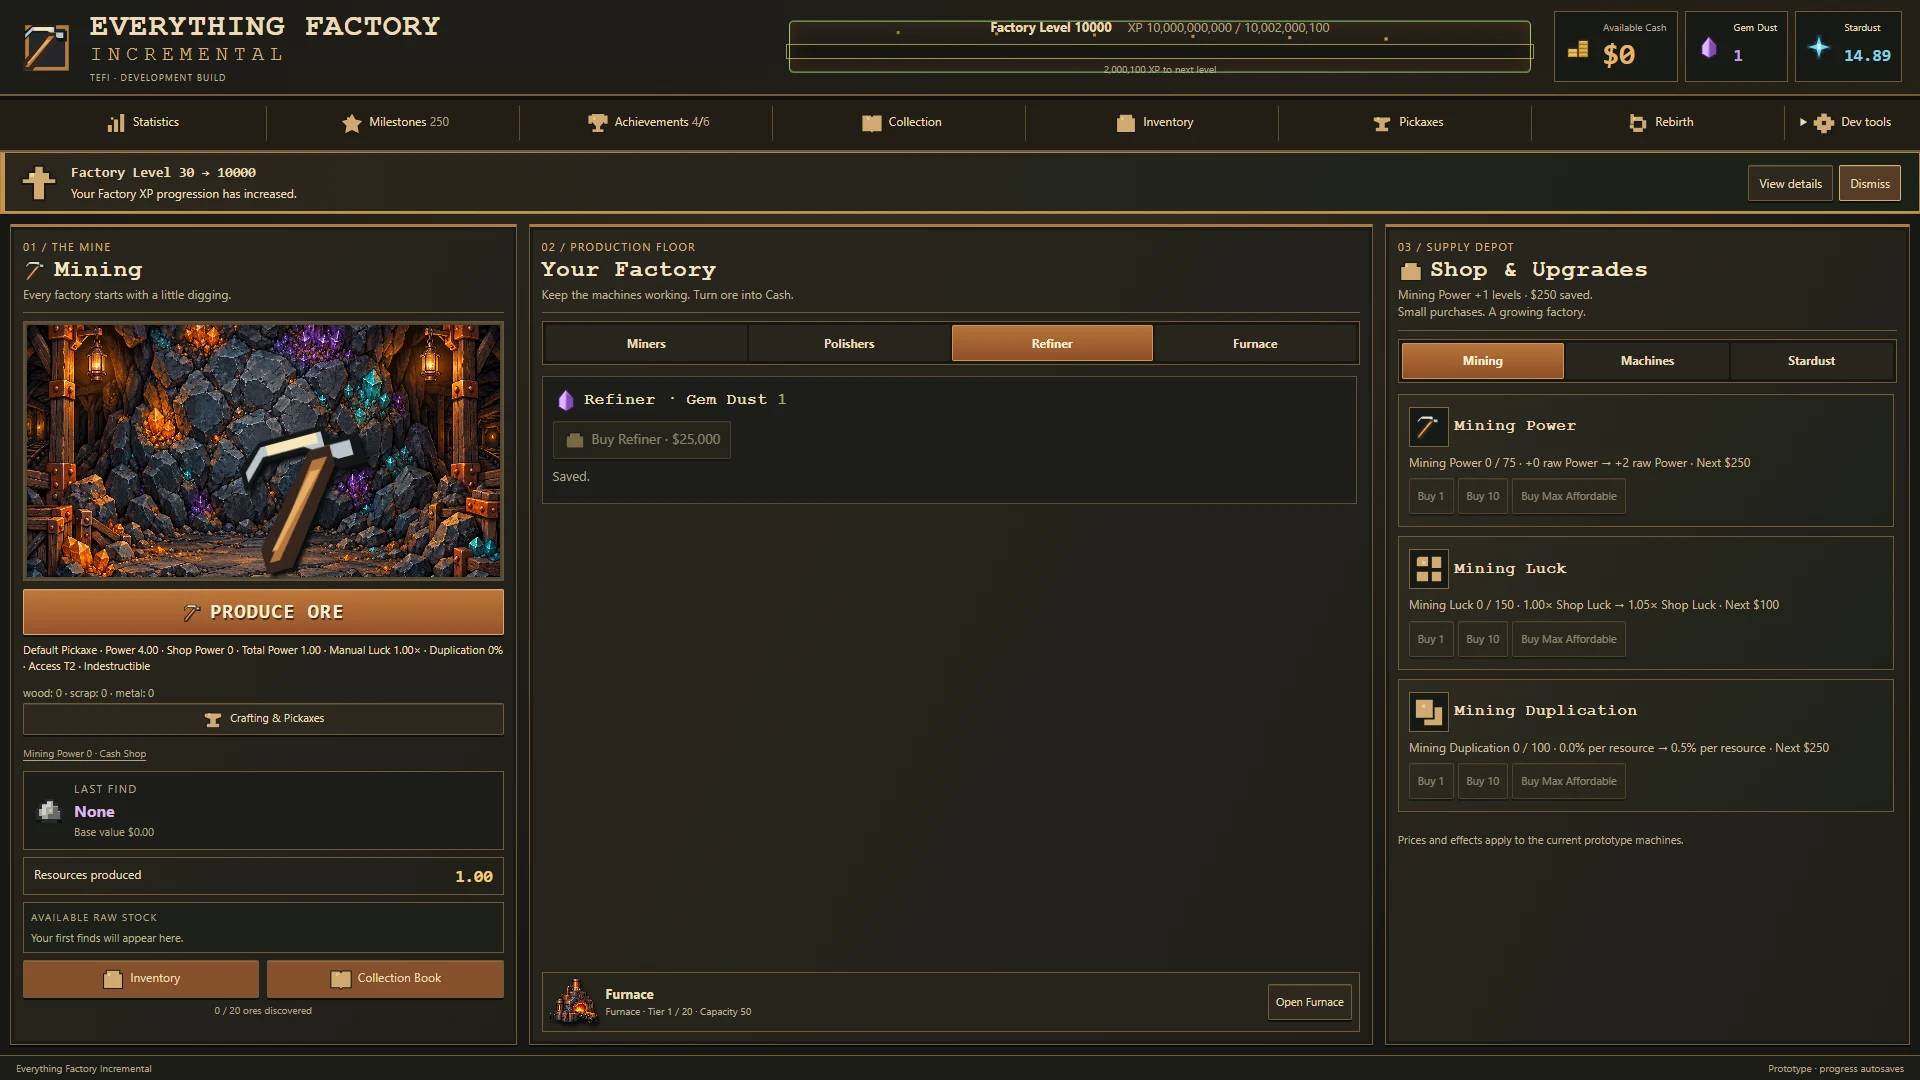 EVERYTHING FACTORY
INCREMENTAL
TEFI · DEVELOPMENT BUILD
Factory Level 10000 XP 10,000,000,000 / 10,002,000,100
2,000,100 XP to next level
Available Cash
$0
Gem Dust
1
Stardust
14.89
Statistics
Milestones 250
Achievements 4/6
Collection
Inventory
Pickaxes
Rebirth
Dev tools
Factory Level 30 → 10000
Your Factory XP progression has increased.
View details
Dismiss
01 / THE MINE
Mining
Every factory starts with a little digging.
PRODUCE ORE
Default Pickaxe · Power 4.00 · Shop Power 0 · Total Power 1.00 · Manual Luck 1.00× · Duplication 0%
· Access T2 · Indestructible
wood: 0 · scrap: 0 · metal: 0
Crafting & Pickaxes
Mining Power 0 · Cash Shop
LAST FIND
None
Base value $0.00
Resources produced 1.00
AVAILABLE RAW STOCK
Your first finds will appear here.
Inventory
Collection Book
0 / 20 ores discovered
02 / PRODUCTION FLOOR
Your Factory
Keep the machines working. Turn ore into Cash.
Miners
Polishers
Refiner
Furnace
Refiner · Gem Dust 1
Buy Refiner · $25,000
Saved.
Furnace
Furnace · Tier 1 / 20 · Capacity 50
Open Furnace
03 / SUPPLY DEPOT
Shop & Upgrades
Mining Power +1 levels · $250 saved.
Small purchases. A growing factory.
Mining
Machines
Stardust
Mining Power
Mining Power 0 / 75 · +0 raw Power → +2 raw Power · Next $250
Buy 1
Buy 10
Buy Max Affordable
Mining Luck
Mining Luck 0 / 150 · 1.00× Shop Luck → 1.05× Shop Luck · Next $100
Buy 1
Buy 10
Buy Max Affordable
Mining Duplication
Mining Duplication 0 / 100 · 0.0% per resource → 0.5% per resource · Next $250
Buy 1
Buy 10
Buy Max Affordable
Prices and effects apply to the current prototype machines.
Everything Factory Incremental
Prototype · progress autosaves